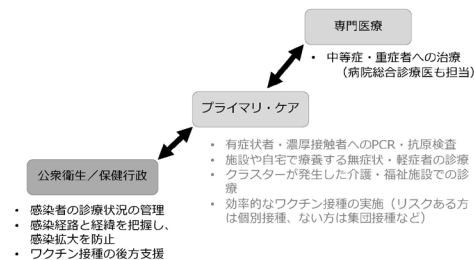 専門医療
・ 中等症・重症者への治療
（病院総合診療医も担当）
プライマリ・ケア
・ 有症状者・濃厚接触者へのPCR・抗原検査
・ 施設や自宅で療養する無症状・軽症者の診療
・ クラスターが発生した介護・福祉施設での診
療
・ 効率的なワクチン接種の実施（リスクある方
は個別接種、ない方は集団接種など）
公衆衛生／保健行政
・ 感染者の診療状況の管理
・ 感染経路と経緯を把握し、
感染拡大を防止
・ ワクチン接種の後方支援